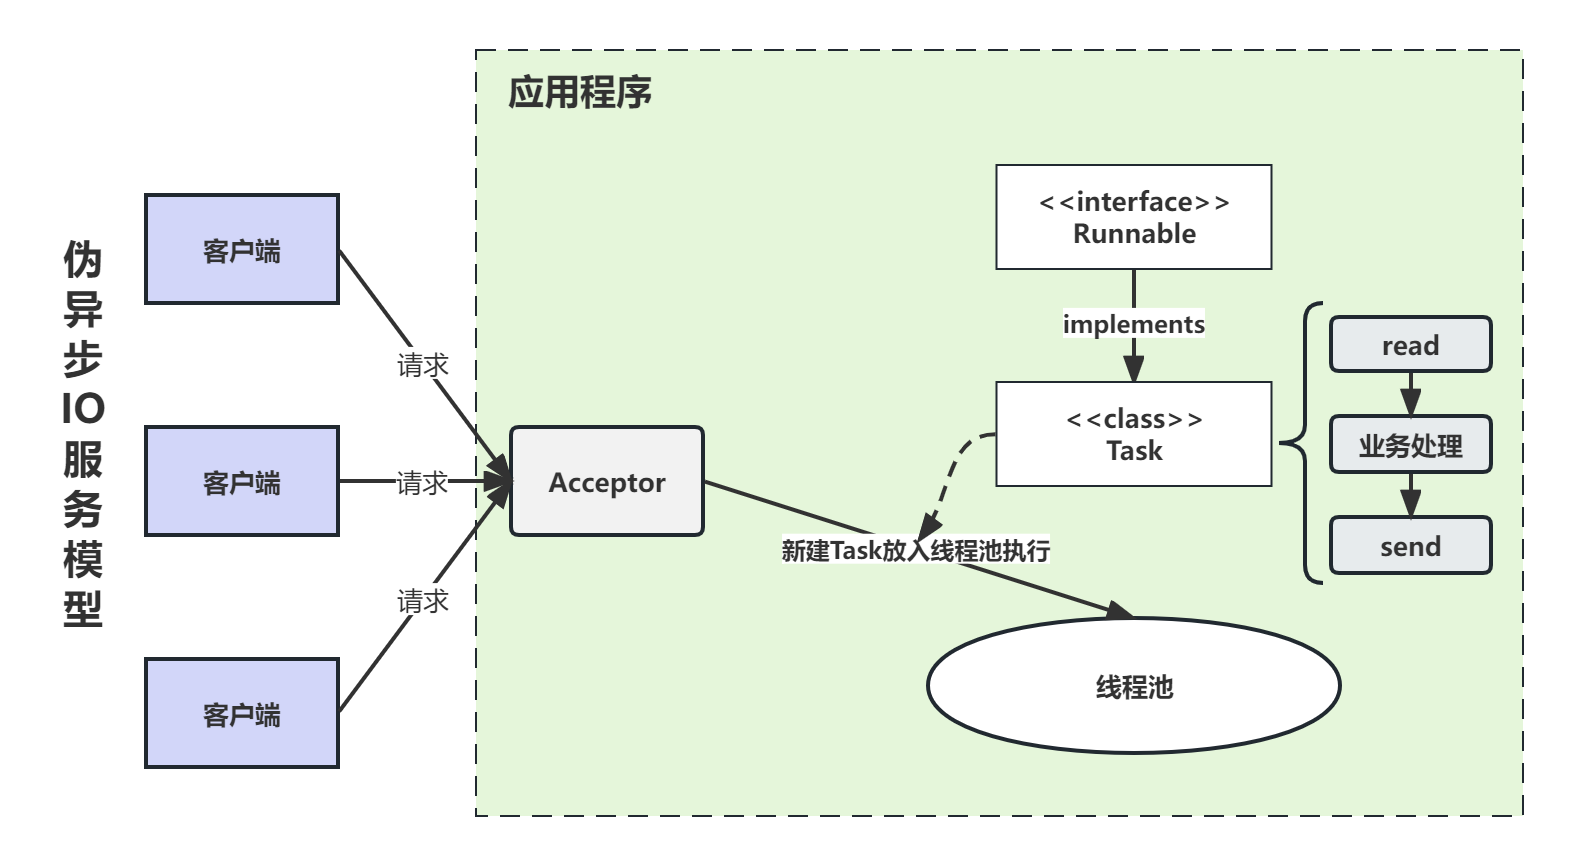 伪
异
步
IO
服
务
模
型
应用程序
客户端
请求
客户端
请求
客户端
请求
Acceptor
新建Task放入线程池执行
<<interface>>
Runnable
implements
<<class>>
Task
read
业务处理
send
线程池